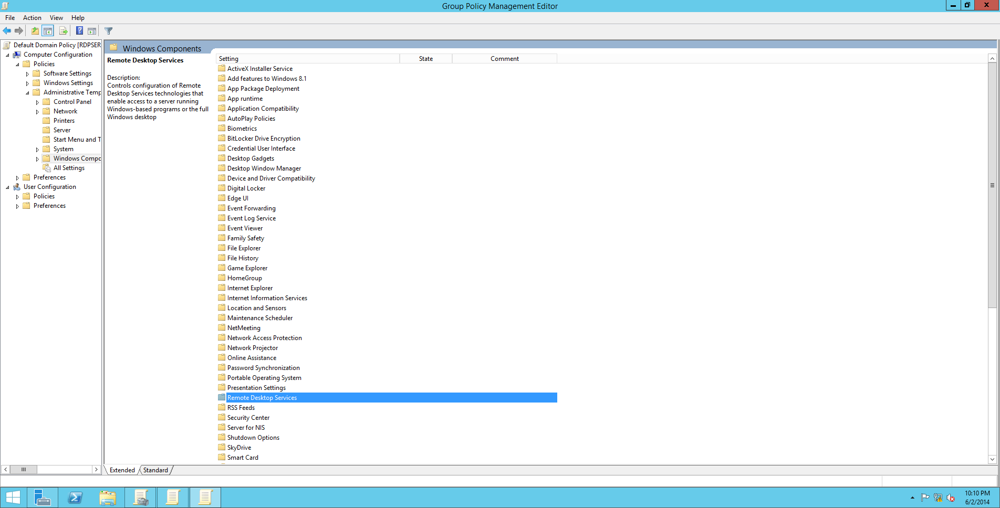 Group Policy Management Editor
File Action View Help
Default Domain Policy [RDPSER
Computer Configuration
Policies
Software Settings
Windows Settings
Administrative Temp
Control Panel
Network
Printers
Server
Start Menu and T
System
Windows Compo
All Settings
Preferences
User Configuration
Policies
Preferences
Windows Components
Remote Desktop Services
Description:
Controls configuration of Remote
Desktop Services technologies that
enable access to a server running
Windows-based programs or the full
Windows desktop
Setting State Comment
ActiveX Installer Service
Add features to Windows 8.1
App Package Deployment
App runtime
Application Compatibility
AutoPlay Policies
Biometrics
BitLocker Drive Encryption
Credential User Interface
Desktop Gadgets
Desktop Window Manager
Device and Driver Compatibility
Digital Locker
Edge UI
Event Forwarding
Event Log Service
Event Viewer
Family Safety
File Explorer
File History
Game Explorer
HomeGroup
Internet Explorer
Internet Information Services
Location and Sensors
Maintenance Scheduler
NetMeeting
Network Access Protection
Network Projector
Online Assistance
Password Synchronization
Portable Operating System
Presentation Settings
Remote Desktop Services
RSS Feeds
Security Center
Server for NIS
Shutdown Options
SkyDrive
Smart Card
Extended Standard
10:10 PM
6/2/2014